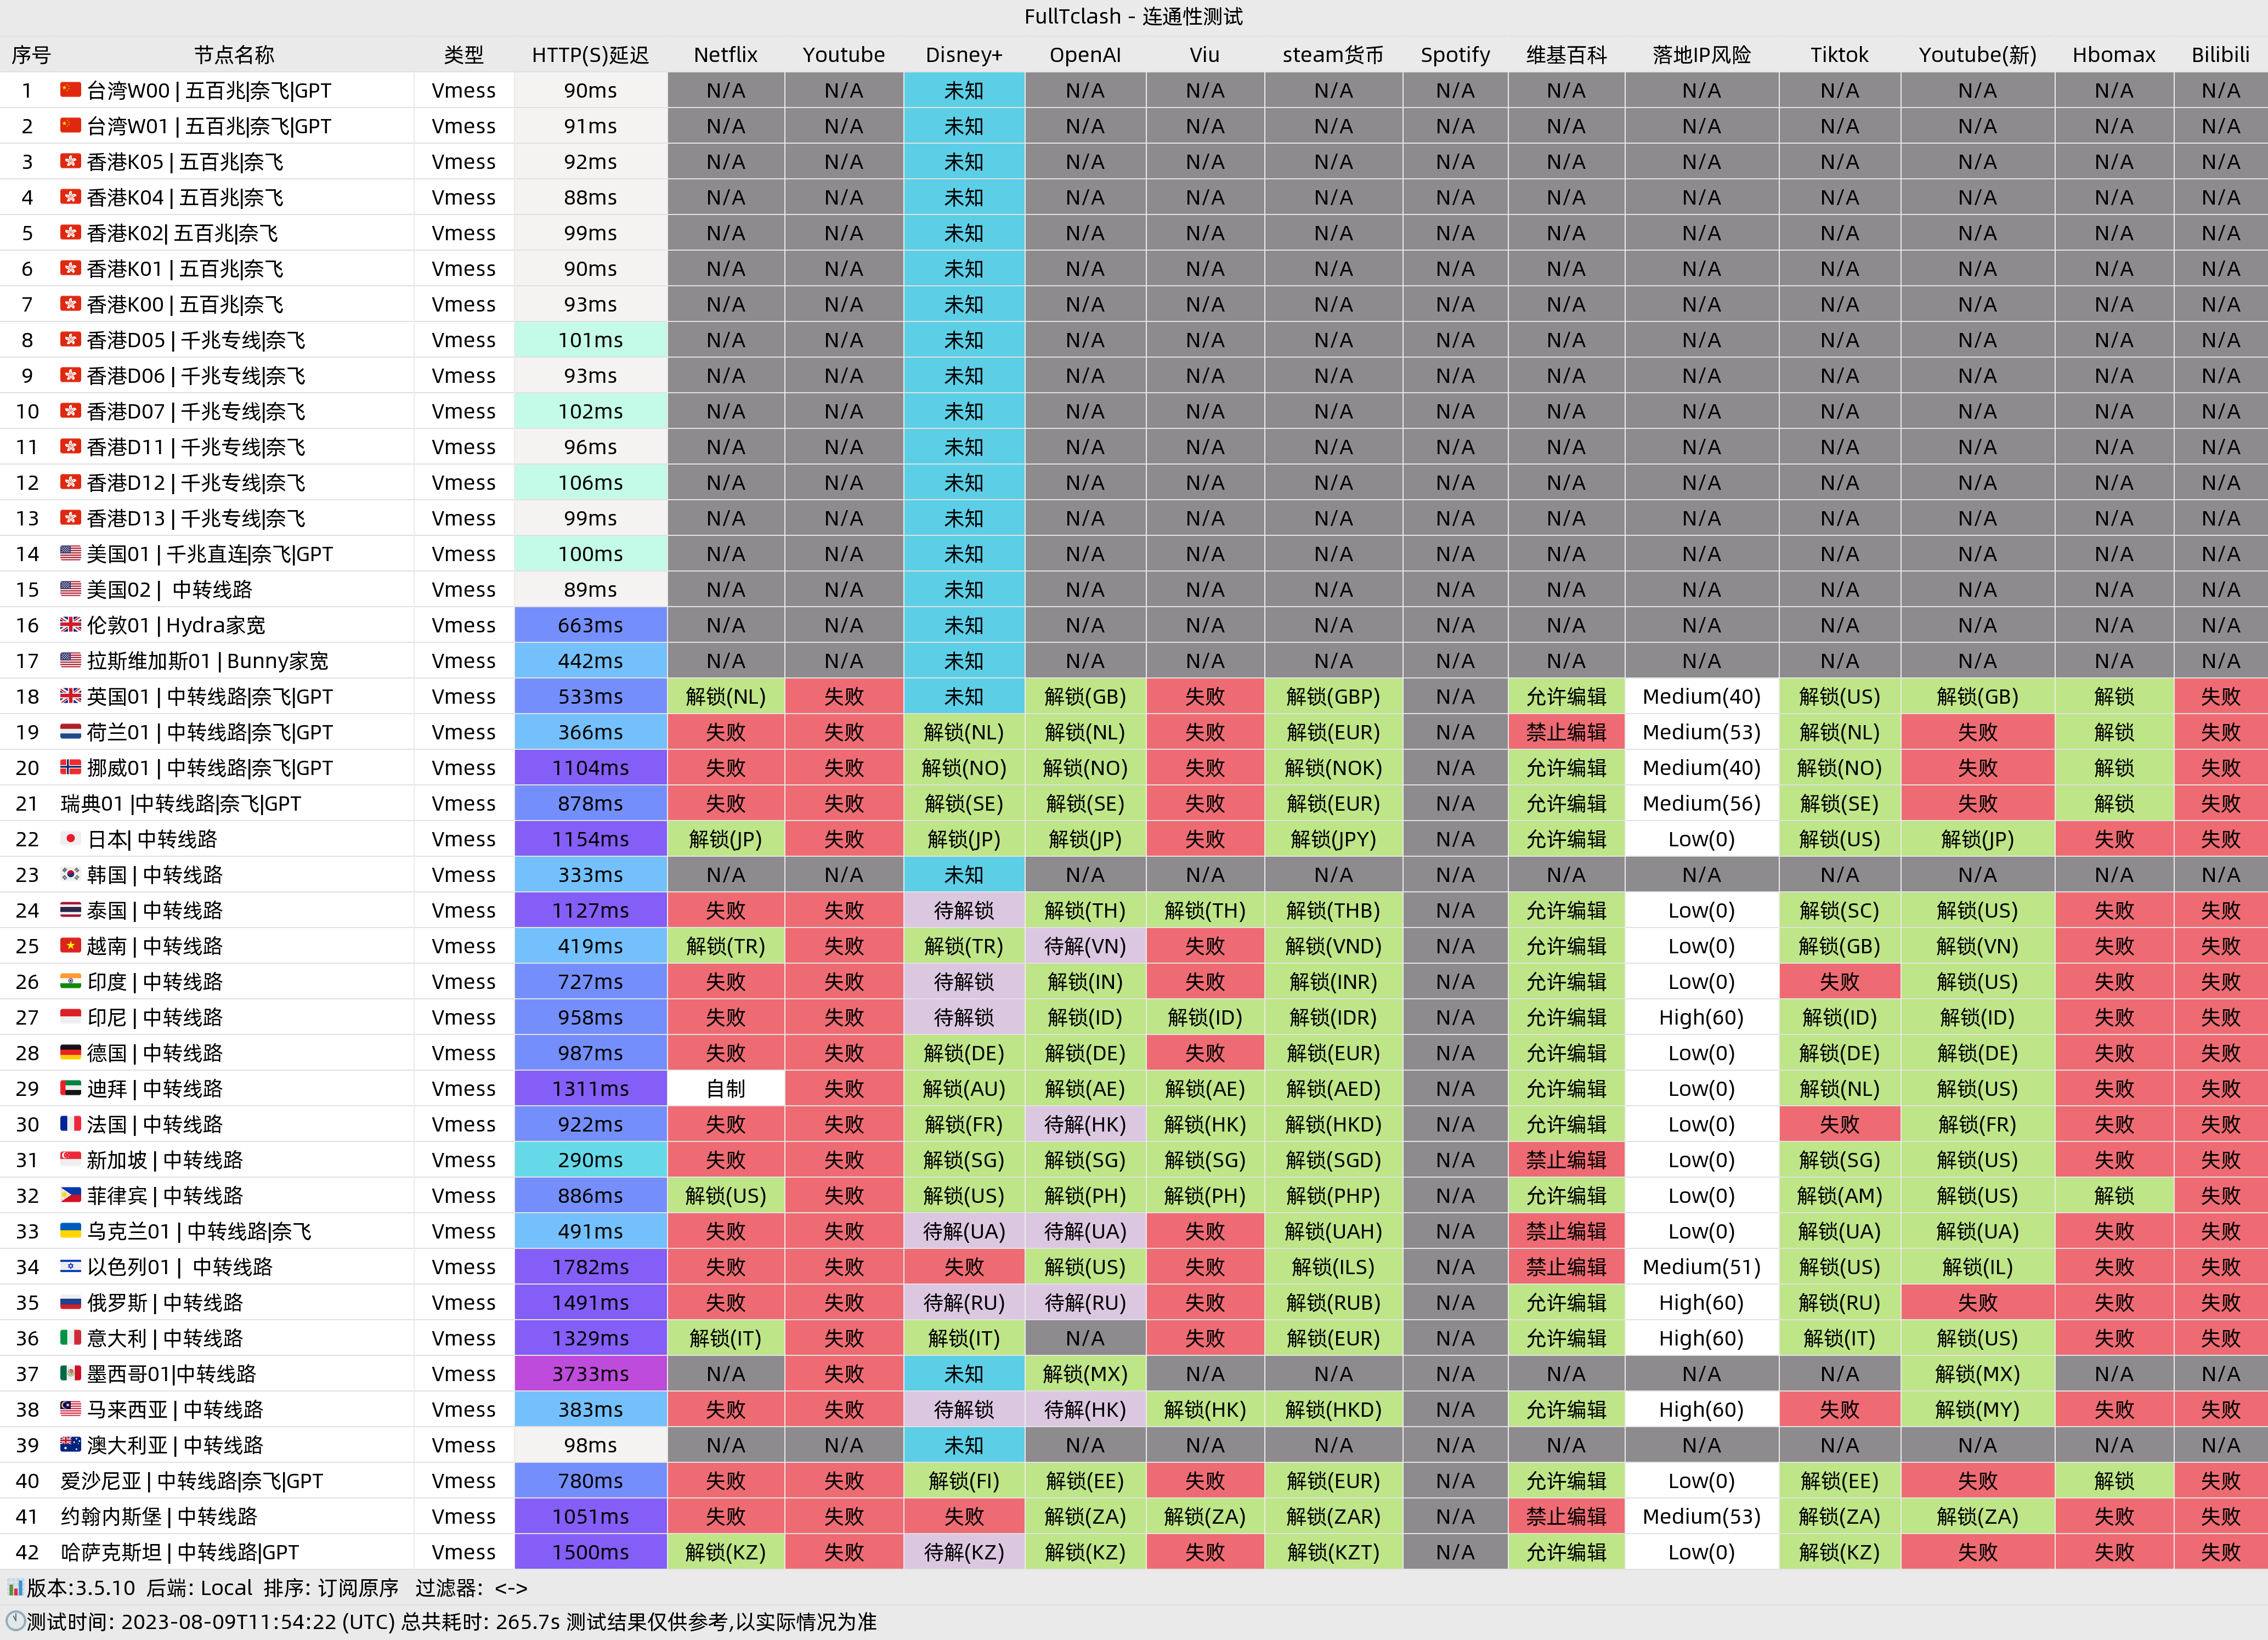 FullTclash - 连通性测试
序号 节点名称 类型 HTTP(S)延迟 Netflix Youtube Disney+ OpenAI Viu steam货币 Spotify 维基百科 落地IP风险 Tiktok Youtube(新) Hbomax Bilibili
1 台湾W00 | 五百兆|奈飞|GPT Vmess 90ms N/A N/A 未知 N/A N/A N/A N/A N/A N/A N/A N/A N/A N/A
2 台湾W01 | 五百兆|奈飞|GPT Vmess 91ms N/A N/A 未知 N/A N/A N/A N/A N/A N/A N/A N/A N/A N/A
3 香港K05 | 五百兆|奈飞 Vmess 92ms N/A N/A 未知 N/A N/A N/A N/A N/A N/A N/A N/A N/A N/A
4 香港K04 | 五百兆|奈飞 Vmess 88ms N/A N/A 未知 N/A N/A N/A N/A N/A N/A N/A N/A N/A N/A
5 香港K02| 五百兆|奈飞 Vmess 99ms N/A N/A 未知 N/A N/A N/A N/A N/A N/A N/A N/A N/A N/A
6 香港K01 | 五百兆|奈飞 Vmess 90ms N/A N/A 未知 N/A N/A N/A N/A N/A N/A N/A N/A N/A N/A
7 香港K00 | 五百兆|奈飞 Vmess 93ms N/A N/A 未知 N/A N/A N/A N/A N/A N/A N/A N/A N/A N/A
8 香港D05 | 千兆专线|奈飞 Vmess 101ms N/A N/A 未知 N/A N/A N/A N/A N/A N/A N/A N/A N/A N/A
9 香港D06 | 千兆专线|奈飞 Vmess 93ms N/A N/A 未知 N/A N/A N/A N/A N/A N/A N/A N/A N/A N/A
10 香港D07 | 千兆专线|奈飞 Vmess 102ms N/A N/A 未知 N/A N/A N/A N/A N/A N/A N/A N/A N/A N/A
11 香港D11 | 千兆专线|奈飞 Vmess 96ms N/A N/A 未知 N/A N/A N/A N/A N/A N/A N/A N/A N/A N/A
12 香港D12 | 千兆专线|奈飞 Vmess 106ms N/A N/A 未知 N/A N/A N/A N/A N/A N/A N/A N/A N/A N/A
13 香港D13 | 千兆专线|奈飞 Vmess 99ms N/A N/A 未知 N/A N/A N/A N/A N/A N/A N/A N/A N/A N/A
14 美国01 | 千兆直连|奈飞|GPT Vmess 100ms N/A N/A 未知 N/A N/A N/A N/A N/A N/A N/A N/A N/A N/A
15 美国02 | 中转线路 Vmess 89ms N/A N/A 未知 N/A N/A N/A N/A N/A N/A N/A N/A N/A N/A
16 伦敦01 | Hydra家宽 Vmess 663ms N/A N/A 未知 N/A N/A N/A N/A N/A N/A N/A N/A N/A N/A
17 拉斯维加斯01 | Bunny家宽 Vmess 442ms N/A N/A 未知 N/A N/A N/A N/A N/A N/A N/A N/A N/A N/A
18 英国01 | 中转线路|奈飞|GPT Vmess 533ms 解锁(NL) 失败 未知 解锁(GB) 失败 解锁(GBP) N/A 允许编辑 Medium(40) 解锁(US) 解锁(GB) 解锁 失败
19 荷兰01 | 中转线路|奈飞|GPT Vmess 366ms 失败 失败 解锁(NL) 解锁(NL) 失败 解锁(EUR) N/A 禁止编辑 Medium(53) 解锁(NL) 失败 解锁 失败
20 挪威01 | 中转线路|奈飞|GPT Vmess 1104ms 失败 失败 解锁(NO) 解锁(NO) 失败 解锁(NOK) N/A 允许编辑 Medium(40) 解锁(NO) 失败 解锁 失败
21 瑞典01 |中转线路|奈飞|GPT Vmess 878ms 失败 失败 解锁(SE) 解锁(SE) 失败 解锁(EUR) N/A 允许编辑 Medium(56) 解锁(SE) 失败 解锁 失败
22 日本| 中转线路 Vmess 1154ms 解锁(JP) 失败 解锁(JP) 解锁(JP) 失败 解锁(JPY) N/A 允许编辑 Low(0) 解锁(US) 解锁(JP) 失败 失败
23 韩国 | 中转线路 Vmess 333ms N/A N/A 未知 N/A N/A N/A N/A N/A N/A N/A N/A N/A N/A
24 泰国 | 中转线路 Vmess 1127ms 失败 失败 待解锁 解锁(TH) 解锁(TH) 解锁(THB) N/A 允许编辑 Low(0) 解锁(SC) 解锁(US) 失败 失败
25 越南 | 中转线路 Vmess 419ms 解锁(TR) 失败 解锁(TR) 待解(VN) 失败 解锁(VND) N/A 允许编辑 Low(0) 解锁(GB) 解锁(VN) 失败 失败
26 印度 | 中转线路 Vmess 727ms 失败 失败 待解锁 解锁(IN) 失败 解锁(INR) N/A 允许编辑 Low(0) 失败 解锁(US) 失败 失败
27 印尼 | 中转线路 Vmess 958ms 失败 失败 待解锁 解锁(ID) 解锁(ID) 解锁(IDR) N/A 允许编辑 High(60) 解锁(ID) 解锁(ID) 失败 失败
28 德国 | 中转线路 Vmess 987ms 失败 失败 解锁(DE) 解锁(DE) 失败 解锁(EUR) N/A 允许编辑 Low(0) 解锁(DE) 解锁(DE) 失败 失败
29 迪拜 | 中转线路 Vmess 1311ms 自制 失败 解锁(AU) 解锁(AE) 解锁(AE) 解锁(AED) N/A 允许编辑 Low(0) 解锁(NL) 解锁(US) 失败 失败
30 法国 | 中转线路 Vmess 922ms 失败 失败 解锁(FR) 待解(HK) 解锁(HK) 解锁(HKD) N/A 允许编辑 Low(0) 失败 解锁(FR) 失败 失败
31 新加坡 | 中转线路 Vmess 290ms 失败 失败 解锁(SG) 解锁(SG) 解锁(SG) 解锁(SGD) N/A 禁止编辑 Low(0) 解锁(SG) 解锁(US) 失败 失败
32 菲律宾 | 中转线路 Vmess 886ms 解锁(US) 失败 解锁(US) 解锁(PH) 解锁(PH) 解锁(PHP) N/A 允许编辑 Low(0) 解锁(AM) 解锁(US) 解锁 失败
33 乌克兰01 | 中转线路|奈飞 Vmess 491ms 失败 失败 待解(UA) 待解(UA) 失败 解锁(UAH) N/A 禁止编辑 Low(0) 解锁(UA) 解锁(UA) 失败 失败
34 以色列01 | 中转线路 Vmess 1782ms 失败 失败 失败 解锁(US) 失败 解锁(ILS) N/A 禁止编辑 Medium(51) 解锁(US) 解锁(IL) 失败 失败
35 俄罗斯 | 中转线路 Vmess 1491ms 失败 失败 待解(RU) 待解(RU) 失败 解锁(RUB) N/A 允许编辑 High(60) 解锁(RU) 失败 失败 失败
36 意大利 | 中转线路 Vmess 1329ms 解锁(IT) 失败 解锁(IT) N/A 失败 解锁(EUR) N/A 允许编辑 High(60) 解锁(IT) 解锁(US) 失败 失败
37 墨西哥01|中转线路 Vmess 3733ms N/A 失败 未知 解锁(MX) N/A N/A N/A N/A N/A N/A 解锁(MX) N/A N/A
38 马来西亚 | 中转线路 Vmess 383ms 失败 失败 待解锁 待解(HK) 解锁(HK) 解锁(HKD) N/A 允许编辑 High(60) 失败 解锁(MY) 失败 失败
39 澳大利亚 | 中转线路 Vmess 98ms N/A N/A 未知 N/A N/A N/A N/A N/A N/A N/A N/A N/A N/A
40 爱沙尼亚 | 中转线路|奈飞|GPT Vmess 780ms 失败 失败 解锁(FI) 解锁(EE) 失败 解锁(EUR) N/A 允许编辑 Low(0) 解锁(EE) 失败 解锁 失败
41 约翰内斯堡 | 中转线路 Vmess 1051ms 失败 失败 失败 解锁(ZA) 解锁(ZA) 解锁(ZAR) N/A 禁止编辑 Medium(53) 解锁(ZA) 解锁(ZA) 失败 失败
42 哈萨克斯坦 | 中转线路|GPT Vmess 1500ms 解锁(KZ) 失败 待解(KZ) 解锁(KZ) 失败 解锁(KZT) N/A 允许编辑 Low(0) 解锁(KZ) 失败 失败 失败
版本:3.5.10 后端: Local 排序: 订阅原序 过滤器: <->
测试时间: 2023-08-09T11:54:22 (UTC) 总共耗时: 265.7s 测试结果仅供参考,以实际情况为准